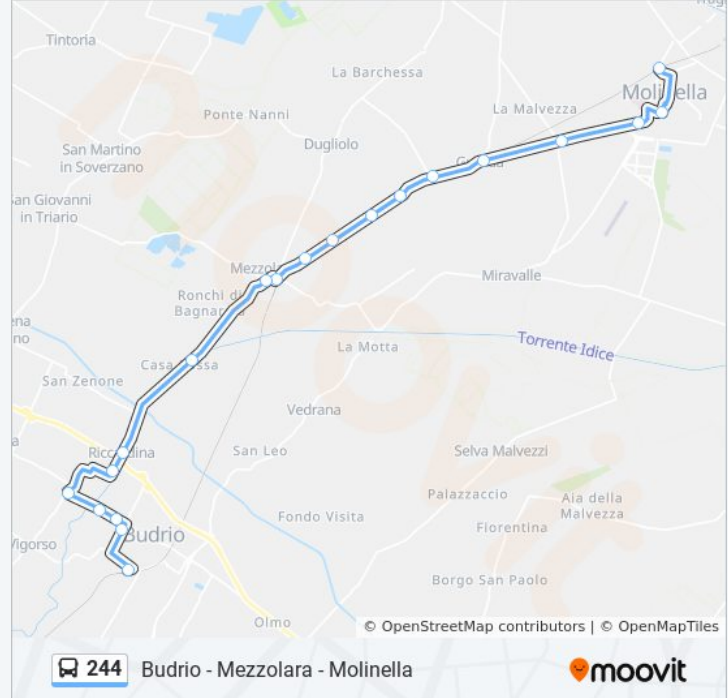 Tintoria
La Barchessa
Molinella
Ponte Nanni
La Malvezza
San Martino
in Soverzano
Dugliolo
San Giovanni
in Triario
Mezzol
Miravalle
Ronchi di
Bagnar
La Motta
Torrente Idice
San Zenone
Vedrana
San Leo
Selva Malvezzi
Palazzaccio
Aia della
Malvezza
Fondo Visita
Fiorentina
Budrio
Vigorso
Borgo San Paolo
Olmo
© OpenStreetMap contributors | © OpenMapTiles
244 Budrio - Mezzolara - Molinella
moovit